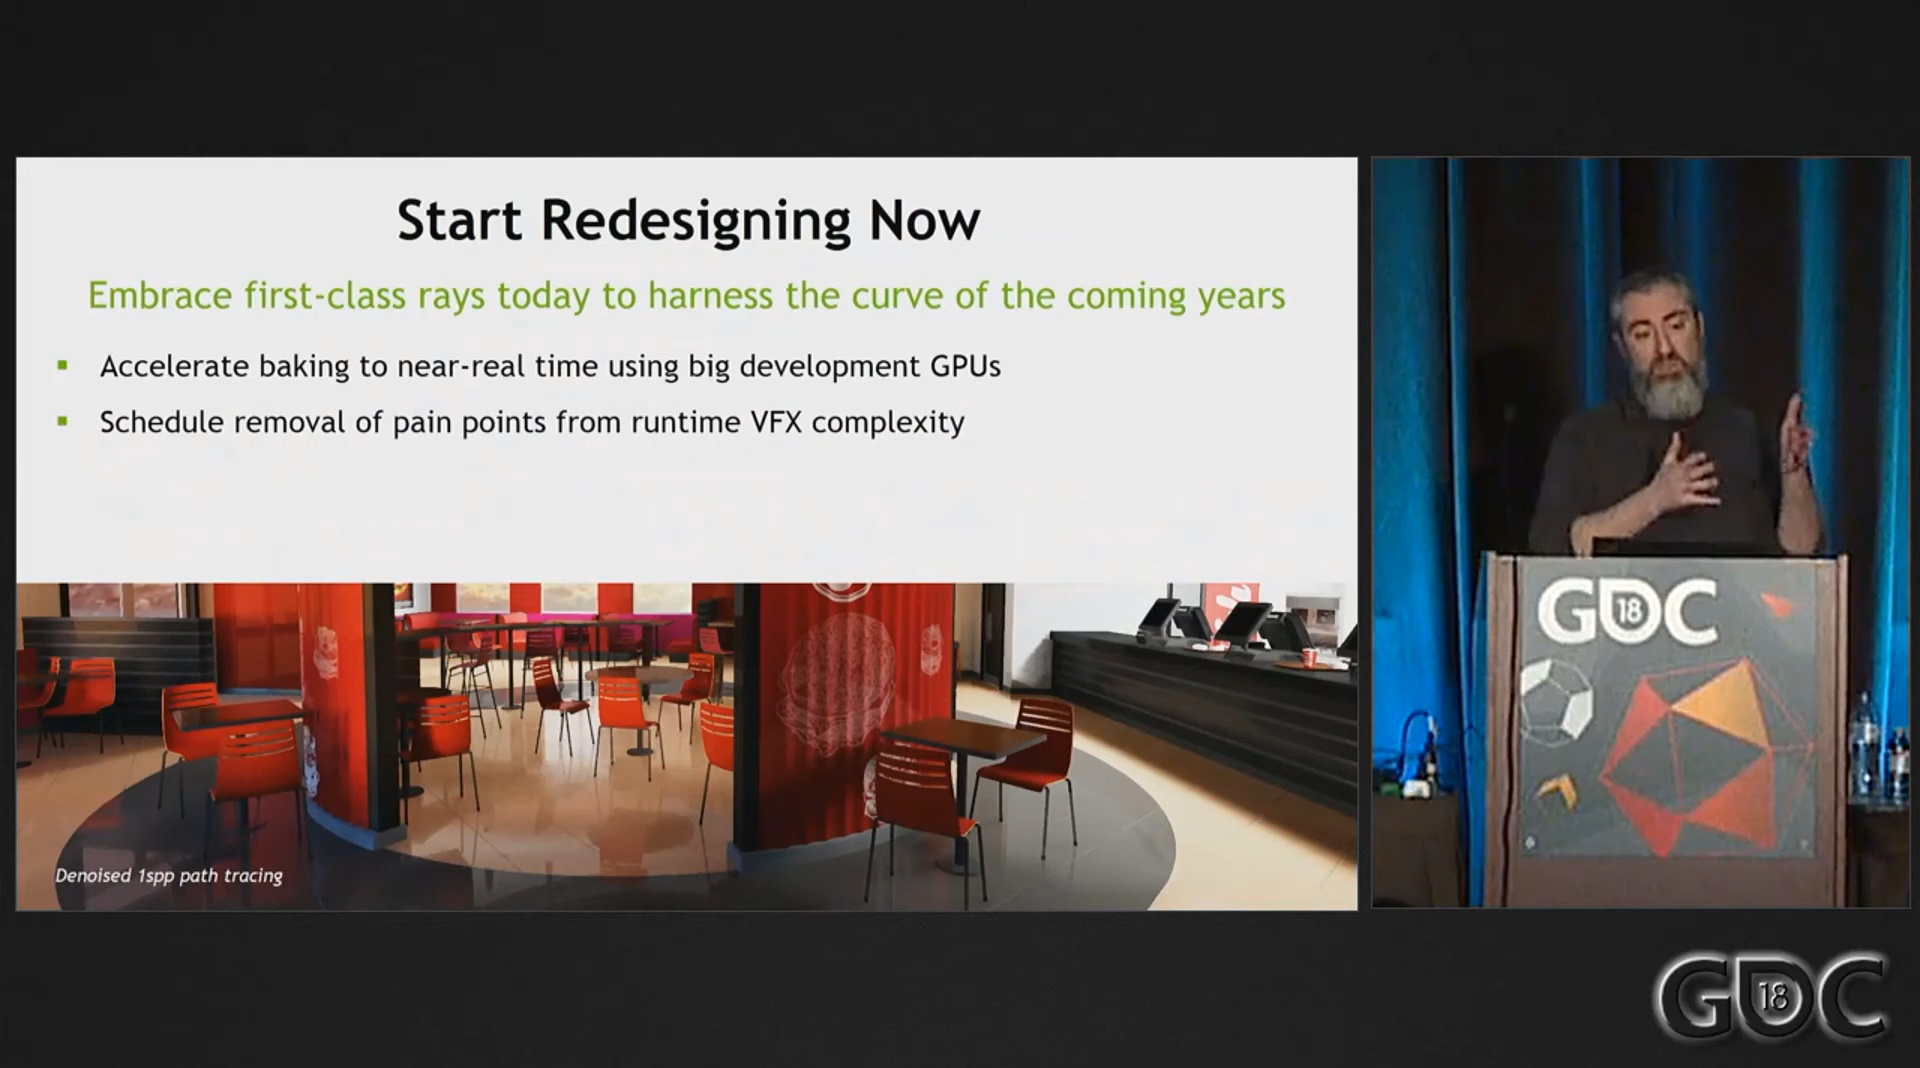 Start Redesigning Now
Embrace first-class rays today to harness the curve of the coming years
▪ Accelerate baking to near-real time using big development GPUs
▪ Schedule removal of pain points from runtime VFX complexity
Denoised 1spp path tracing
GDC
18
GDC
18